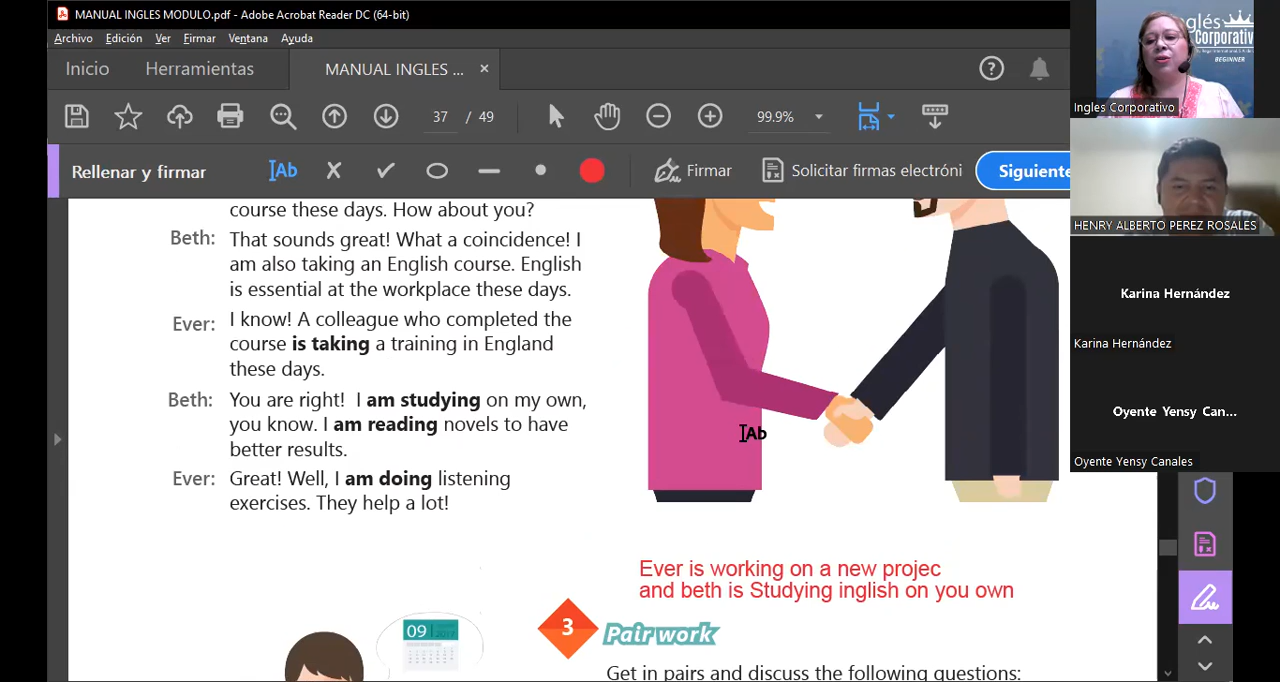 MANUAL INGLES MODULO.pdf - Adobe Acrobat Reader DC (64-bit)
Archivo Edición Ver Firmar Ventana Ayuda
Inicio Herramientas MANUAL INGLES ... ×
37 / 49 99.9%
Rellenar y firmar Ab Firmar Solicitar firmas electróni Siguiente
course these days. How about you?
Beth: That sounds great! What a coincidence! I
am also taking an English course. English
is essential at the workplace these days.
Ever: I know! A colleague who completed the
course is taking a training in England
these days.
Beth: You are right! I am studying on my own,
you know. I am reading novels to have
better results.
Ever: Great! Well, I am doing listening
exercises. They help a lot!
Ab
Ever is working on a new projec
and beth is Studying inglish on you own
09
3 Pair work
Get in pairs and discuss the following questions:
nglés
Corporativ
BEGINNER
Ingles Corporativo
HENRY ALBERTO PEREZ ROSALES
Karina Hernández
Karina Hernández
Oyente Yensy Can...
Oyente Yensy Canales